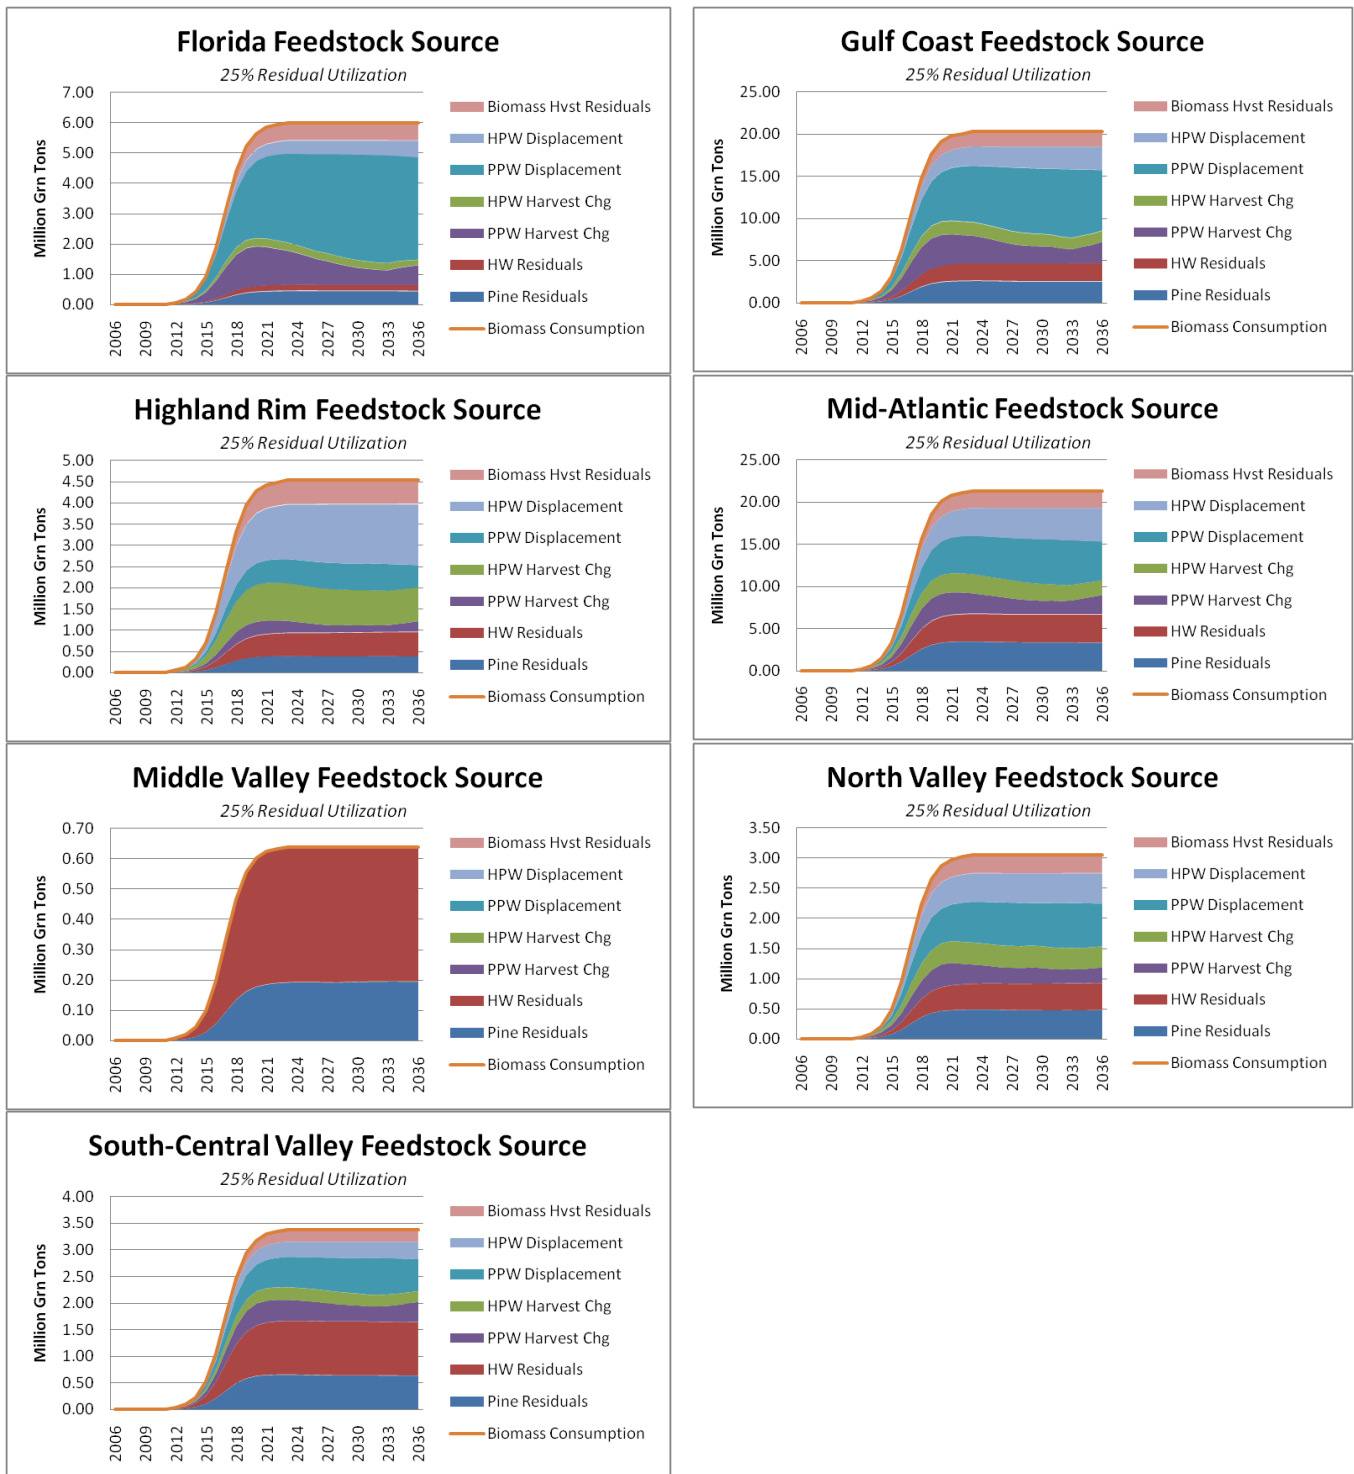 Florida Feedstock Source
25% Residual Utilization
Million Grn Tons
7.00
6.00
5.00
4.00
3.00
2.00
1.00
0.00
2006 2009 2012 2015 2018 2021 2024 2027 2030 2033 2036
Biomass Hvst Residuals
HPW Displacement
PPW Displacement
HPW Harvest Chg
PPW Harvest Chg
HW Residuals
Pine Residuals
Biomass Consumption
Gulf Coast Feedstock Source
25% Residual Utilization
Million Grn Tons
25.00
20.00
15.00
10.00
5.00
0.00
2006 2009 2012 2015 2018 2021 2024 2027 2030 2033 2036
Biomass Hvst Residuals
HPW Displacement
PPW Displacement
HPW Harvest Chg
PPW Harvest Chg
HW Residuals
Pine Residuals
Biomass Consumption
Highland Rim Feedstock Source
25% Residual Utilization
Million Grn Tons
5.00
4.50
4.00
3.50
3.00
2.50
2.00
1.50
1.00
0.50
0.00
2006 2009 2012 2015 2018 2021 2024 2027 2030 2033 2036
Biomass Hvst Residuals
HPW Displacement
PPW Displacement
HPW Harvest Chg
PPW Harvest Chg
HW Residuals
Pine Residuals
Biomass Consumption
Mid-Atlantic Feedstock Source
25% Residual Utilization
Million Grn Tons
25.00
20.00
15.00
10.00
5.00
0.00
2006 2009 2012 2015 2018 2021 2024 2027 2030 2033 2036
Biomass Hvst Residuals
HPW Displacement
PPW Displacement
HPW Harvest Chg
PPW Harvest Chg
HW Residuals
Pine Residuals
Biomass Consumption
Middle Valley Feedstock Source
25% Residual Utilization
Million Grn Tons
0.70
0.60
0.50
0.40
0.30
0.20
0.10
0.00
2006 2009 2012 2015 2018 2021 2024 2027 2030 2033 2036
Biomass Hvst Residuals
HPW Displacement
PPW Displacement
HPW Harvest Chg
PPW Harvest Chg
HW Residuals
Pine Residuals
Biomass Consumption
North Valley Feedstock Source
25% Residual Utilization
Million Grn Tons
3.50
3.00
2.50
2.00
1.50
1.00
0.50
0.00
2006 2009 2012 2015 2018 2021 2024 2027 2030 2033 2036
Biomass Hvst Residuals
HPW Displacement
PPW Displacement
HPW Harvest Chg
PPW Harvest Chg
HW Residuals
Pine Residuals
Biomass Consumption
South-Central Valley Feedstock Source
25% Residual Utilization
Million Grn Tons
4.00
3.50
3.00
2.50
2.00
1.50
1.00
0.50
0.00
2006 2009 2012 2015 2018 2021 2024 2027 2030 2033 2036
Biomass Hvst Residuals
HPW Displacement
PPW Displacement
HPW Harvest Chg
PPW Harvest Chg
HW Residuals
Pine Residuals
Biomass Consumption